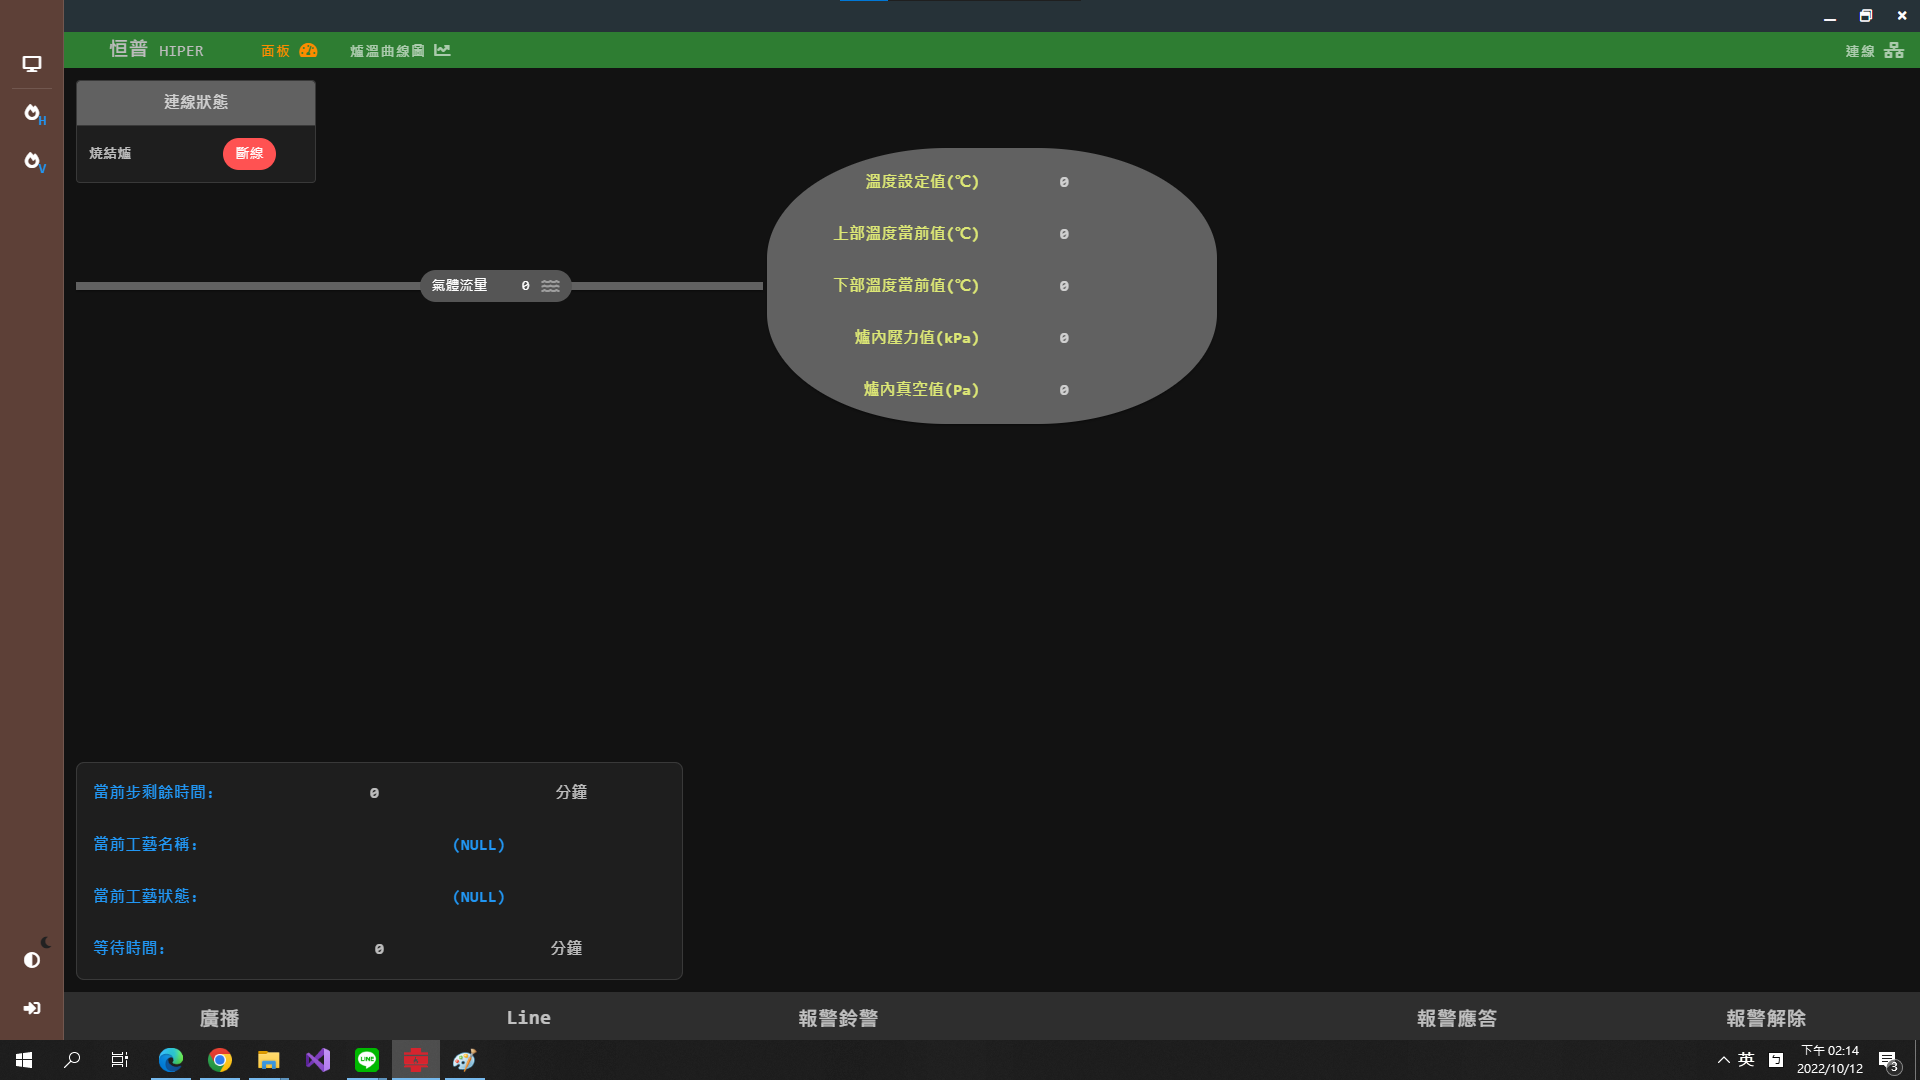 恒普 HIPER 面板 爐溫曲線圖 連線
連線狀態
燒結爐 斷線
H
V
溫度設定值(℃) 0
上部溫度當前值(℃) 0
氣體流量 0
下部溫度當前值(℃) 0
爐內壓力值(kPa) 0
爐內真空值(Pa) 0
當前步剩餘時間: 0 分鐘
當前工藝名稱: (NULL)
當前工藝狀態: (NULL)
等待時間: 0 分鐘
廣播 Line 報警鈴警 報警應答 報警解除
LINE
英 ㄅ
下午 02:14
2022/10/12
3